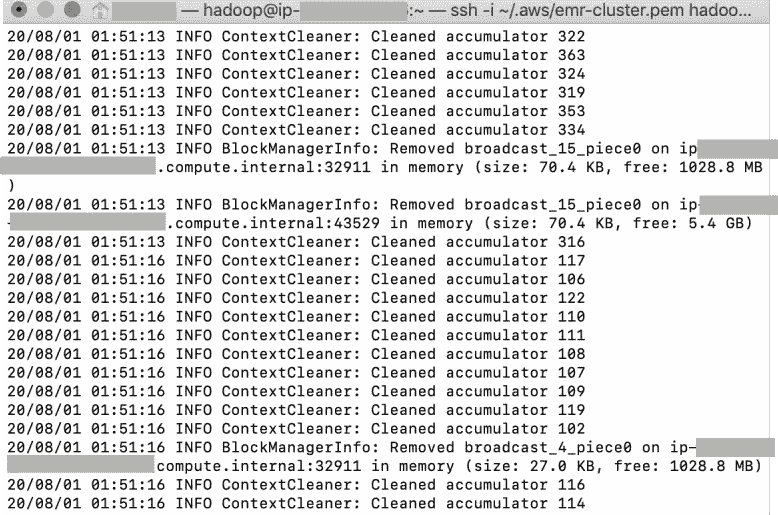 — hadoop@ip- :~ — ssh -i ~/.aws/emr-cluster.pem hadoo...
20/08/01 01:51:13 INFO ContextCleaner: Cleaned accumulator 322
20/08/01 01:51:13 INFO ContextCleaner: Cleaned accumulator 363
20/08/01 01:51:13 INFO ContextCleaner: Cleaned accumulator 324
20/08/01 01:51:13 INFO ContextCleaner: Cleaned accumulator 319
20/08/01 01:51:13 INFO ContextCleaner: Cleaned accumulator 353
20/08/01 01:51:13 INFO ContextCleaner: Cleaned accumulator 334
20/08/01 01:51:13 INFO BlockManagerInfo: Removed broadcast_15_piece0 on ip
.compute.internal:32911 in memory (size: 70.4 KB, free: 1028.8 MB
)
20/08/01 01:51:13 INFO BlockManagerInfo: Removed broadcast_15_piece0 on ip-
.compute.internal:43529 in memory (size: 70.4 KB, free: 5.4 GB)
20/08/01 01:51:13 INFO ContextCleaner: Cleaned accumulator 316
20/08/01 01:51:16 INFO ContextCleaner: Cleaned accumulator 117
20/08/01 01:51:16 INFO ContextCleaner: Cleaned accumulator 106
20/08/01 01:51:16 INFO ContextCleaner: Cleaned accumulator 122
20/08/01 01:51:16 INFO ContextCleaner: Cleaned accumulator 110
20/08/01 01:51:16 INFO ContextCleaner: Cleaned accumulator 111
20/08/01 01:51:16 INFO ContextCleaner: Cleaned accumulator 108
20/08/01 01:51:16 INFO ContextCleaner: Cleaned accumulator 107
20/08/01 01:51:16 INFO ContextCleaner: Cleaned accumulator 109
20/08/01 01:51:16 INFO ContextCleaner: Cleaned accumulator 119
20/08/01 01:51:16 INFO ContextCleaner: Cleaned accumulator 102
20/08/01 01:51:16 INFO BlockManagerInfo: Removed broadcast_4_piece0 on ip-
compute.internal:32911 in memory (size: 27.0 KB, free: 1028.8 MB)
20/08/01 01:51:16 INFO ContextCleaner: Cleaned accumulator 116
20/08/01 01:51:16 INFO ContextCleaner: Cleaned accumulator 114